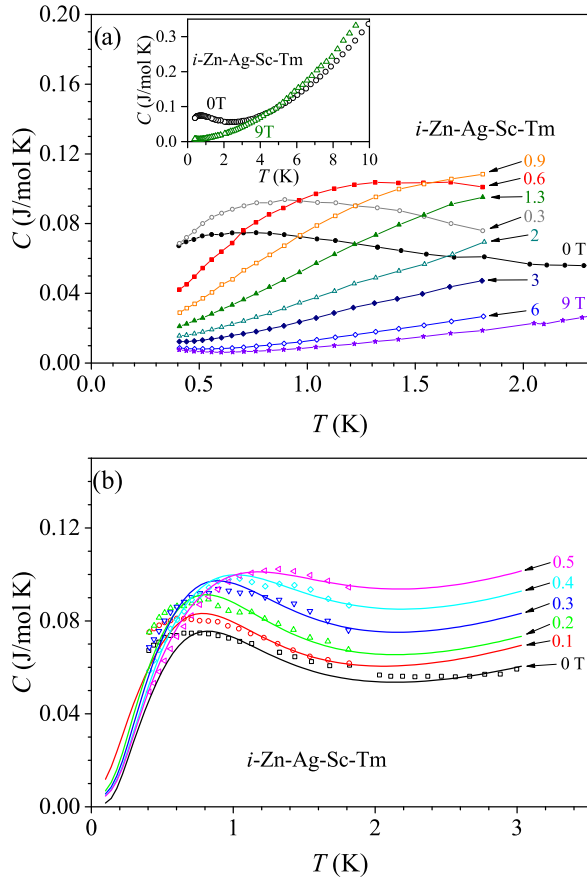 (a)
0.20
0.16
0.12
0.08
0.04
0.00
C (J/mol K)
0.0 0.5 1.0 1.5 2.0
T (K)
i-Zn-Ag-Sc-Tm
0.9
0.6
1.3
0.3
0 T
2
3
6
9 T
0.3
0.2
0.1
0.0
C (J/mol K)
i-Zn-Ag-Sc-Tm
0T
9T
0 2 4 6 8 10
T (K)
(b)
0.12
0.08
0.04
0.00
C (J/mol K)
0.5
0.4
0.3
0.2
0.1
0 T
i-Zn-Ag-Sc-Tm
0 1 2 3
T (K)